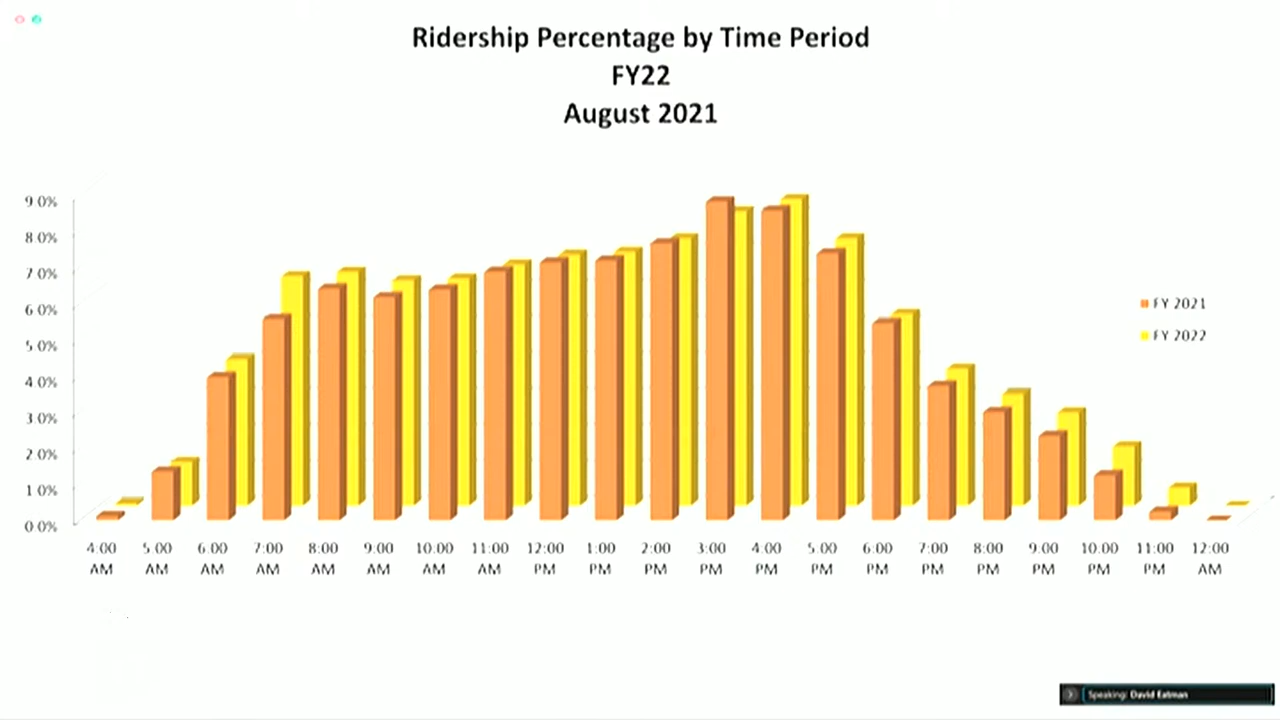 Ridership Percentage by Time Period
FY22
August 2021
9.0%
8.0%
7.0%
6.0%
5.0%
4.0%
3.0%
2.0%
1.0%
0.0%
FY 2021
FY 2022
4:00 5:00 6:00 7:00 8:00 9:00 10:00 11:00 12:00 1:00 2:00 3:00 4:00 5:00 6:00 7:00 8:00 9:00 10:00 11:00 12:00
AM AM AM AM AM AM AM AM PM PM PM PM PM PM PM PM PM PM PM PM AM
Speaking: David Eatman